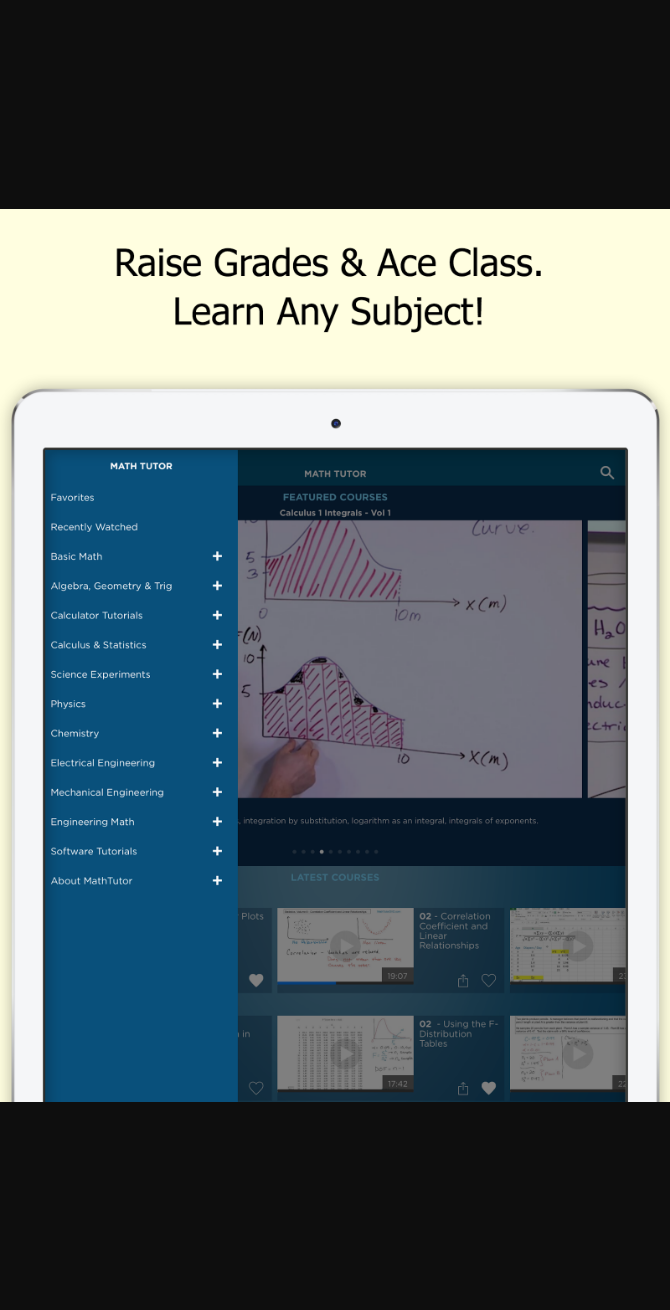 Raise Grades & Ace Class.
Learn Any Subject!
MATH TUTOR
Favorites
Recently Watched
Basic Math
Algebra, Geometry & Trig
Calculator Tutorials
Calculus & Statistics
Science Experiments
Physics
Chemistry
Electrical Engineering
Mechanical Engineering
Engineering Math
Software Tutorials
About MathTutor
MATH TUTOR
FEATURED COURSES
Calculus 1 Integrals - Vol 1
Curve.
5
3
0
10m
x(m)
(N)
10
5
10
x(m)
H₂O
, integration by substitution, logarithm as an integral, integrals of exponents.
LATEST COURSES
Plots
19:07
02 - Correlation
Coefficient and
Linear
Relationships
in
17:42
02 - Using the F-
Distribution
Tables